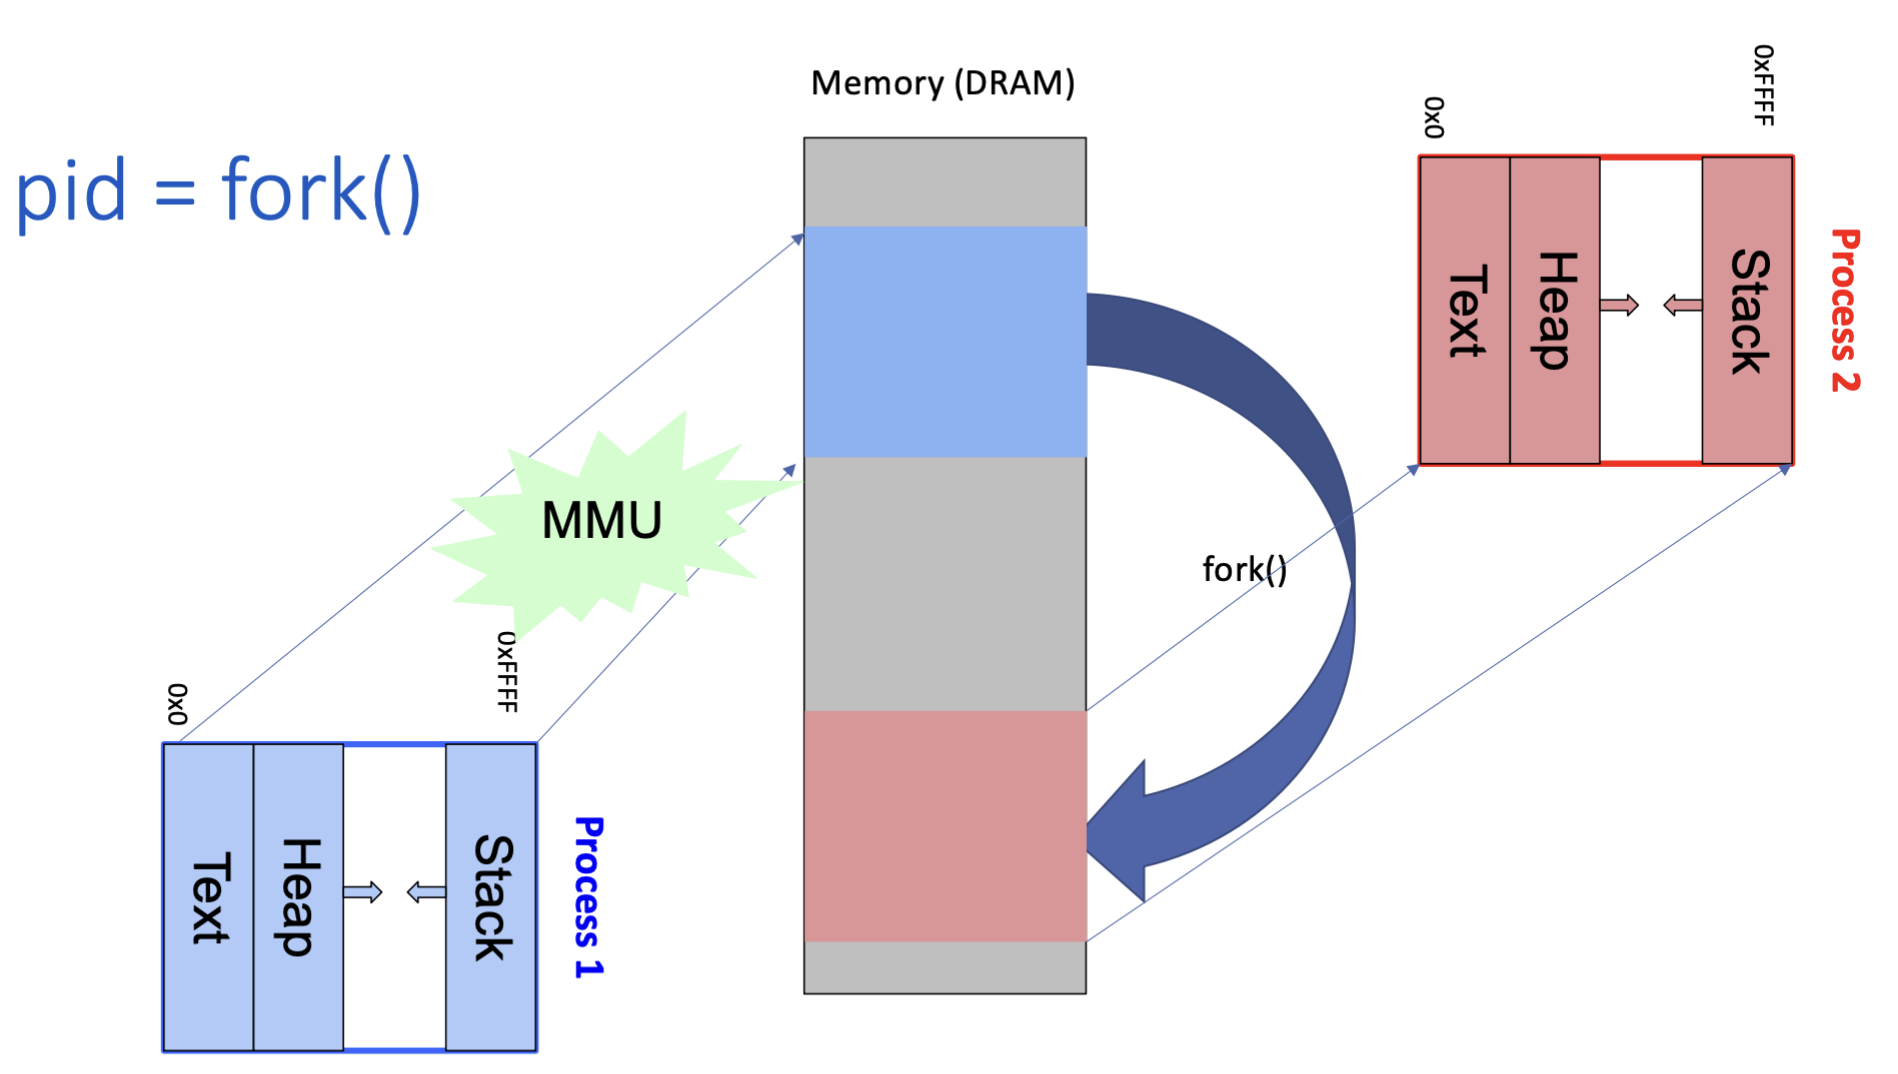 pid = fork()
Memory (DRAM)
0x0
0xFFFF
Text
Heap
Stack
Process 2
MMU
fork()
0x0
0xFFFF
Text
Heap
Stack
Process 1